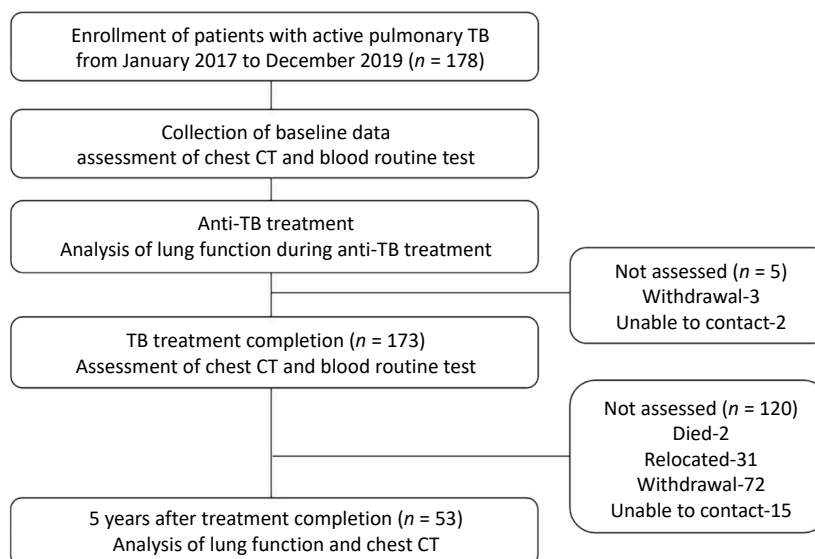 Enrollment of patients with active pulmonary TB
from January 2017 to December 2019 (n = 178)
Collection of baseline data
assessment of chest CT and blood routine test
Anti-TB treatment
Analysis of lung function during anti-TB treatment
Not assessed (n = 5)
Withdrawal-3
Unable to contact-2
TB treatment completion (n = 173)
Assessment of chest CT and blood routine test
Not assessed (n = 120)
Died-2
Relocated-31
Withdrawal-72
Unable to contact-15
5 years after treatment completion (n = 53)
Analysis of lung function and chest CT